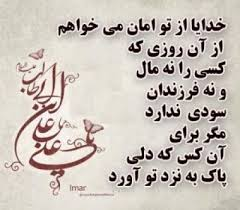 خدایا از تو امان می خواهم
از آن روزی که
کسی را نه مال
و نه فرزندان
سودی ندارد
مگر برای
آن کس که دلی
پاک به نزد تو آورد
Imar